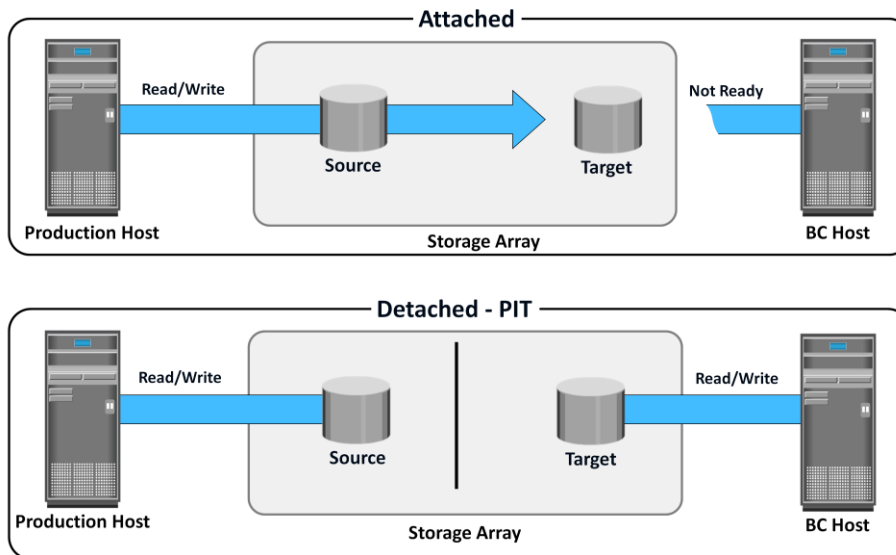 Attached
Read/Write
Not Ready
Source
Target
Production Host
Storage Array
BC Host
Detached - PIT
Read/Write
Read/Write
Source
Target
Production Host
Storage Array
BC Host